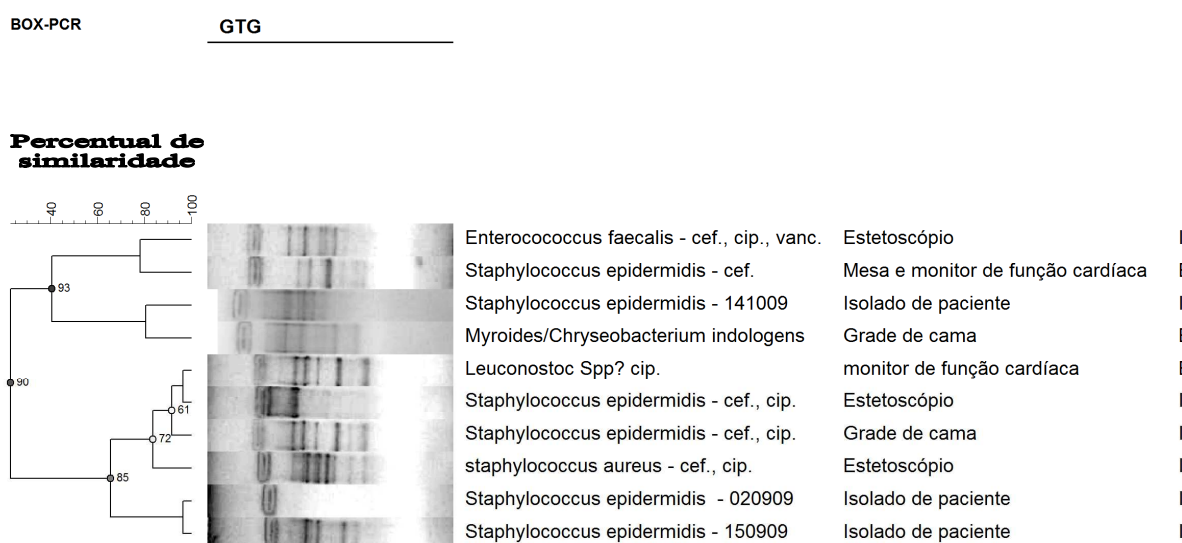 BOX-PCR
GTG
Percentual de
similaridade
40 60 80 100
Enterocococcus faecalis - cef., cip., vanc. Estetoscópio
Staphylococcus epidermidis - cef. Mesa e monitor de função cardíaca
93
Staphylococcus epidermidis - 141009 Isolado de paciente
Myroides/Chryseobacterium indologens Grade de cama
Leuconostoc Spp? cip. monitor de função cardíaca
90
Staphylococcus epidermidis - cef., cip. Estetoscópio
61
Staphylococcus epidermidis - cef., cip. Grade de cama
72
staphylococcus aureus - cef., cip. Estetoscópio
85
Staphylococcus epidermidis - 020909 Isolado de paciente
Staphylococcus epidermidis - 150909 Isolado de paciente